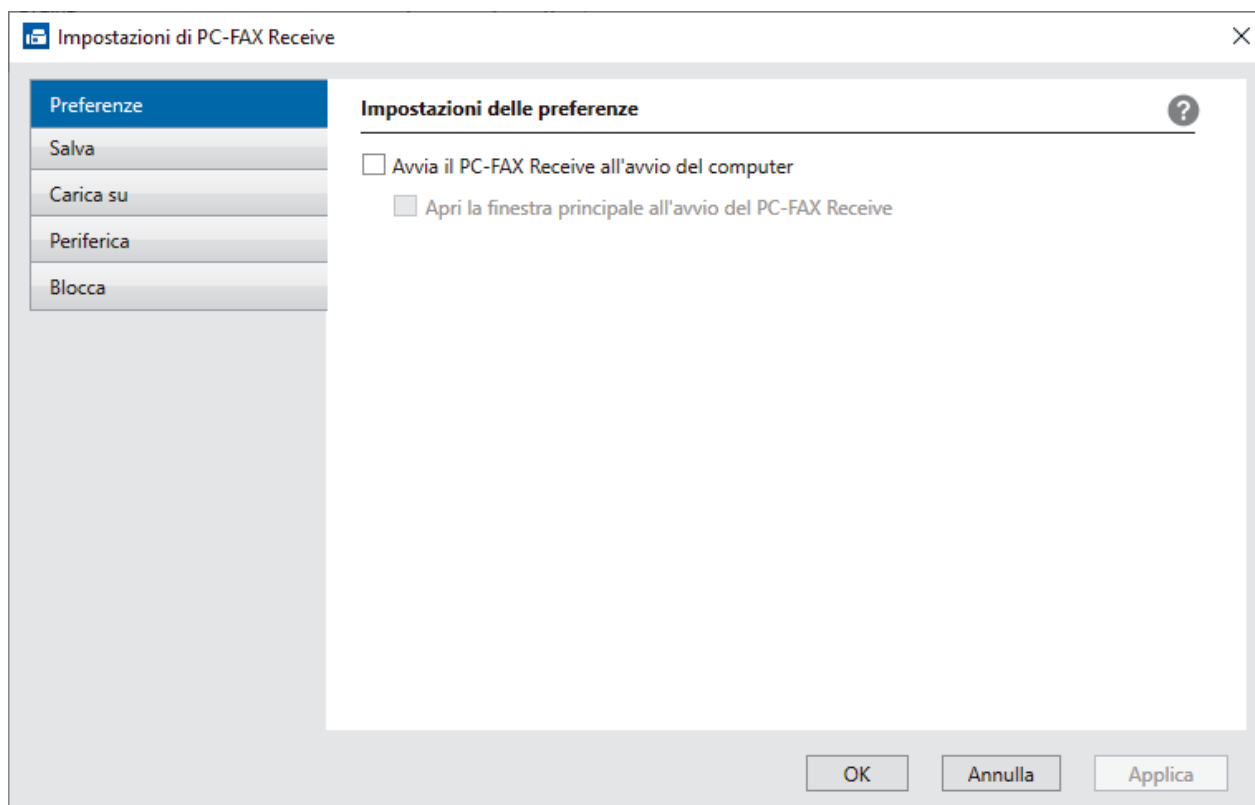 Impostazioni di PC-FAX Receive
Preferenze
Salva
Carica su
Periferica
Blocca
Impostazioni delle preferenze
?
Avvia il PC-FAX Receive all'avvio del computer
Apri la finestra principale all'avvio del PC-FAX Receive
OK
Annulla
Applica